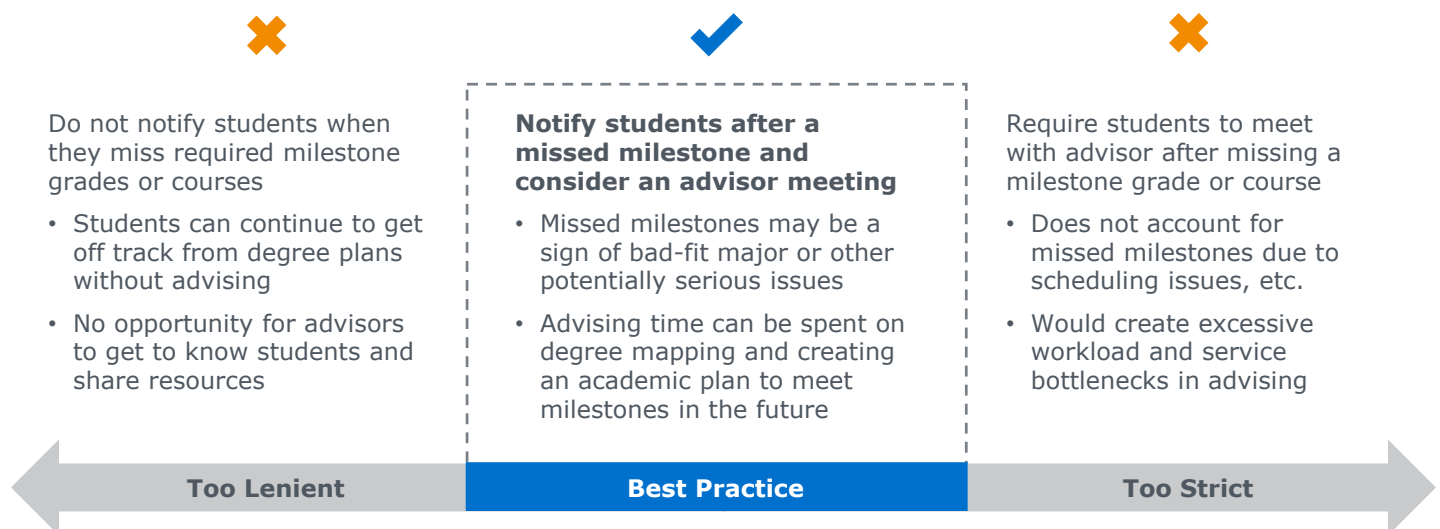 Do not notify students when
they miss required milestone
grades or courses
• Students can continue to get
off track from degree plans
without advising
• No opportunity for advisors
to get to know students and
share resources
Notify students after a
missed milestone and
consider an advisor meeting
• Missed milestones may be a
sign of bad-fit major or other
potentially serious issues
• Advising time can be spent on
degree mapping and creating
an academic plan to meet
milestones in the future
Require students to meet
with advisor after missing a
milestone grade or course
• Does not account for
missed milestones due to
scheduling issues, etc.
• Would create excessive
workload and service
bottlenecks in advising
Too Lenient
Best Practice
Too Strict